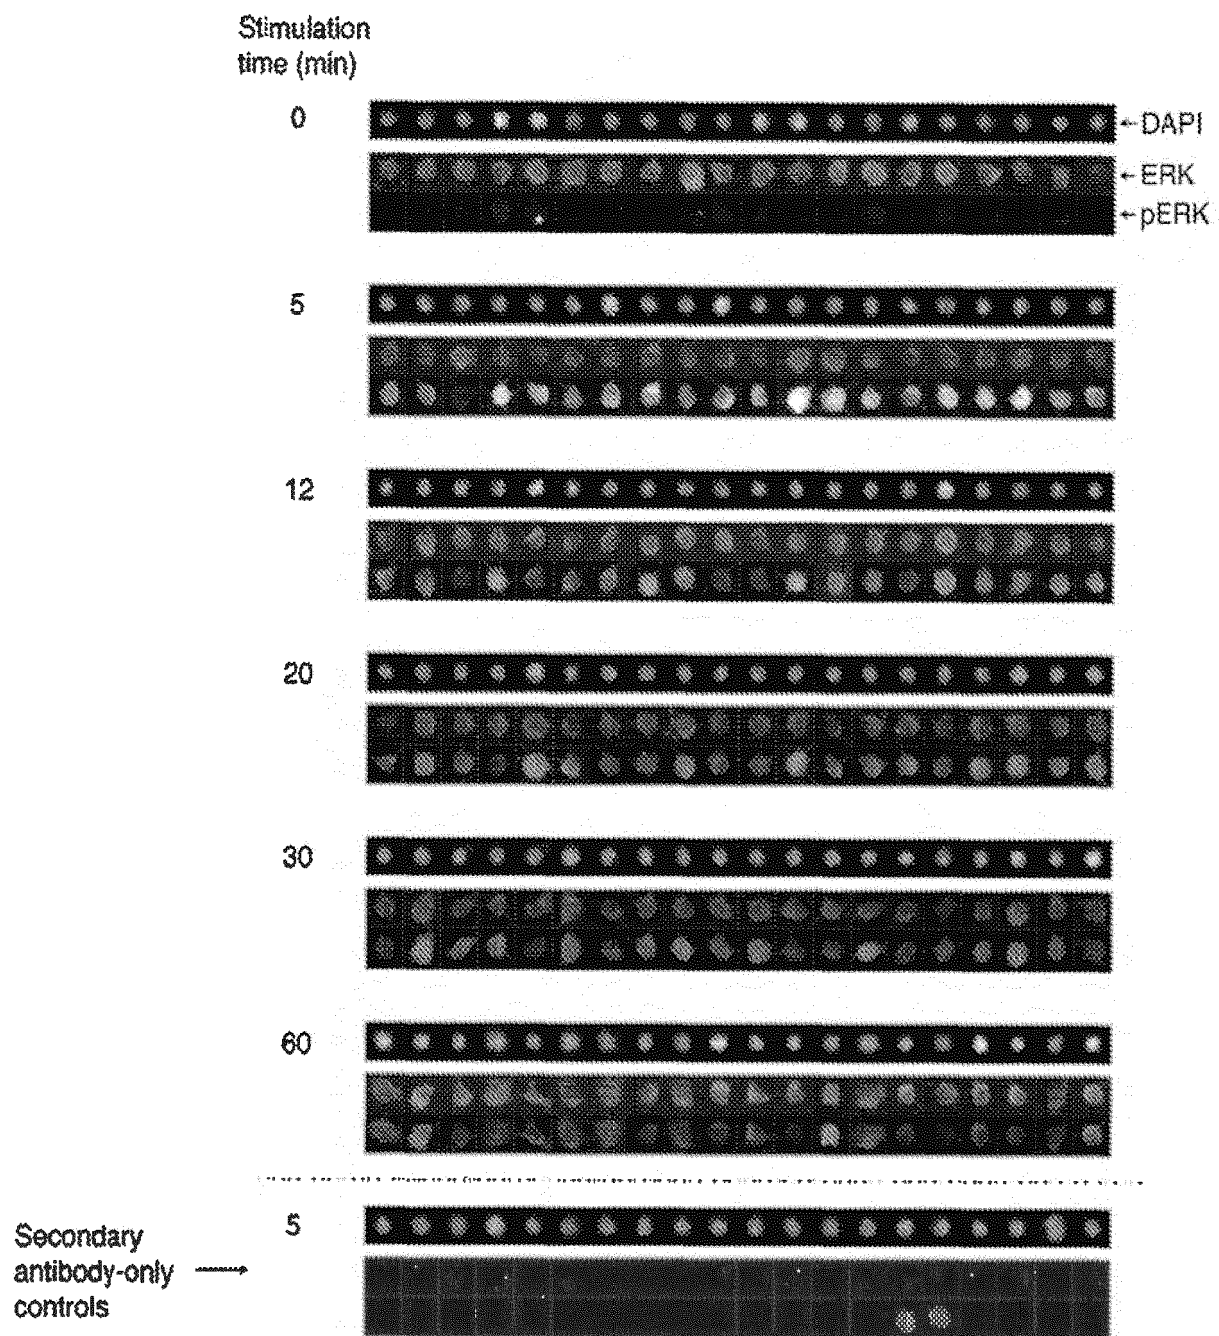 Stimulation
time (min)
0
←DAPI
←ERK
←pERK
5
12
20
30
60
5
Secondary
antibody-only →
controls